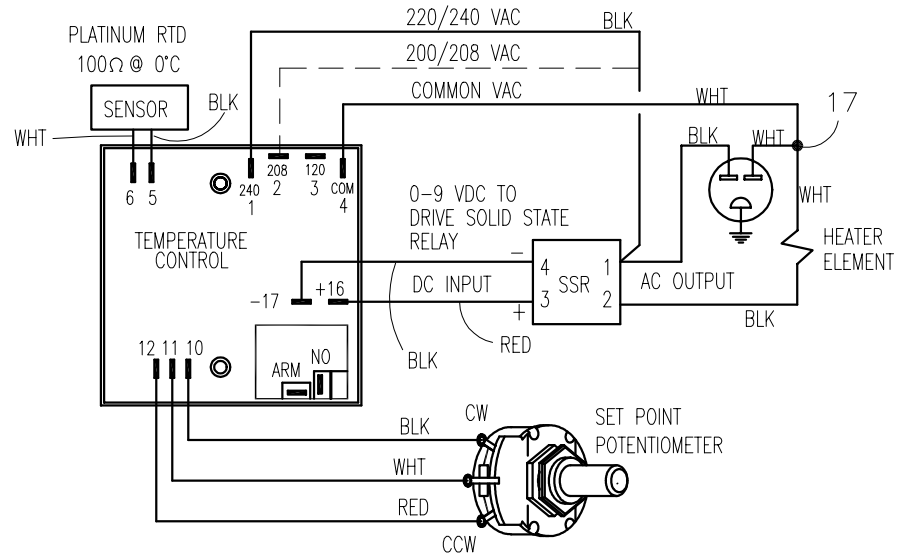 220/240 VAC
BLK
PLATINUM RTD
100Ω @ 0°C
200/208 VAC
COMMON VAC
WHT
17
SENSOR
BLK
WHT
BLK
WHT
6 5
240
1
208
2
120
3
COM
4
WHT
0-9 VDC TO
DRIVE SOLID STATE
RELAY
TEMPERATURE
CONTROL
HEATER
ELEMENT
-
4 1
SSR
3 2
+
AC OUTPUT
DC INPUT
-17 +16
BLK
RED
BLK
12 11 10
ARM NO
CW
BLK
SET POINT
POTENTIOMETER
WHT
RED
CCW